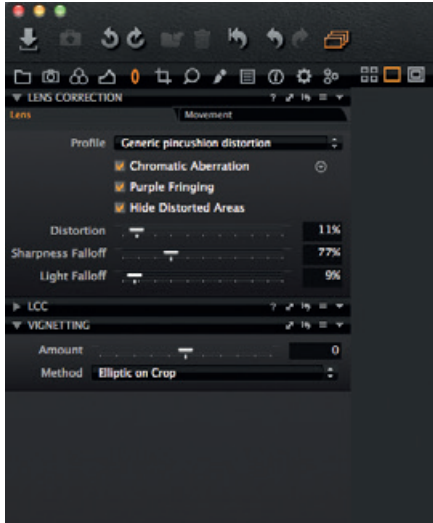 LENS CORRECTION ?
Lens Movement
Profile Generic pincushion distortion
Chromatic Aberration
Purple Fringing
Hide Distorted Areas
Distortion 11%
Sharpness Falloff 77%
Light Falloff 9%
LCC ?
VIGNETTING
Amount 0
Method Elliptic on Crop